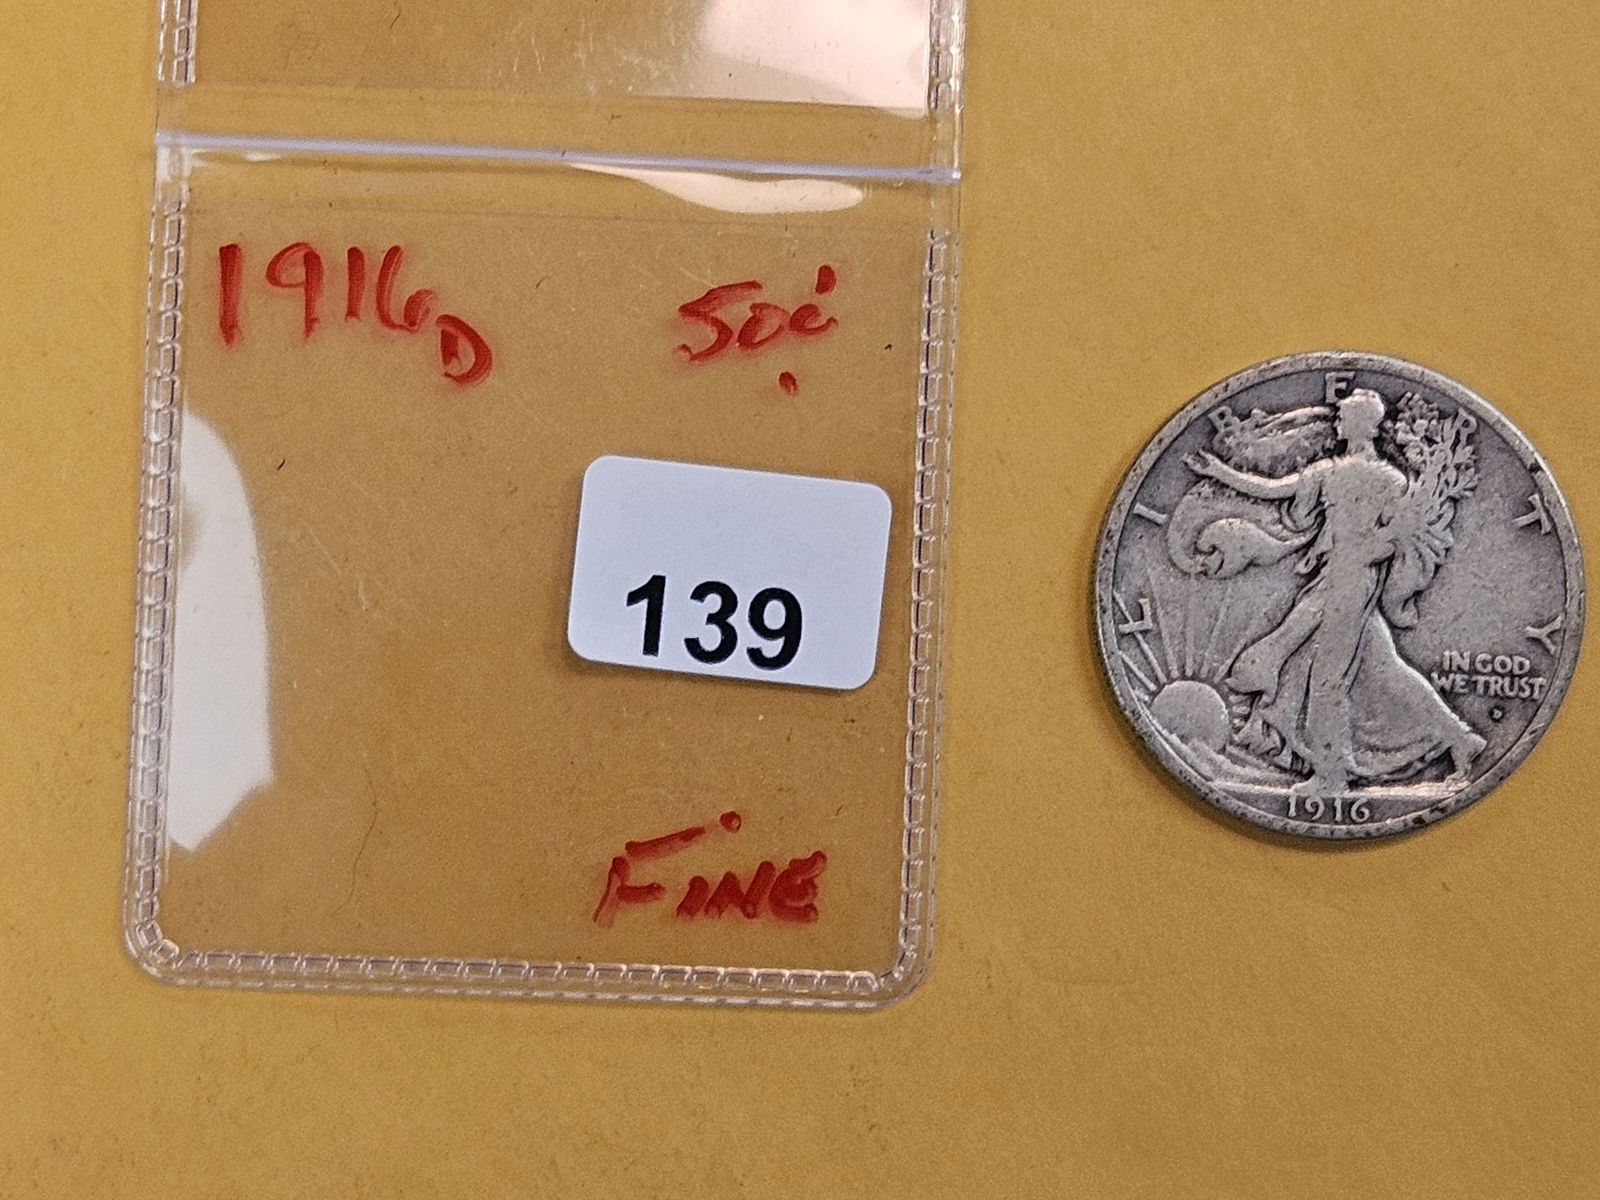 1916D 50¢
139
FINE
LIBERTY
IN GOD
WE TRUST
D
1916